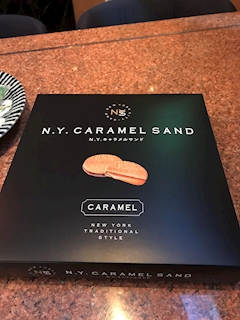 N.Y. CARAMEL SAND
N.Y.キャラメルサンド
CARAMEL
NEW YORK
TRADITIONAL
STYLE
N.Y. CARAMEL SAND